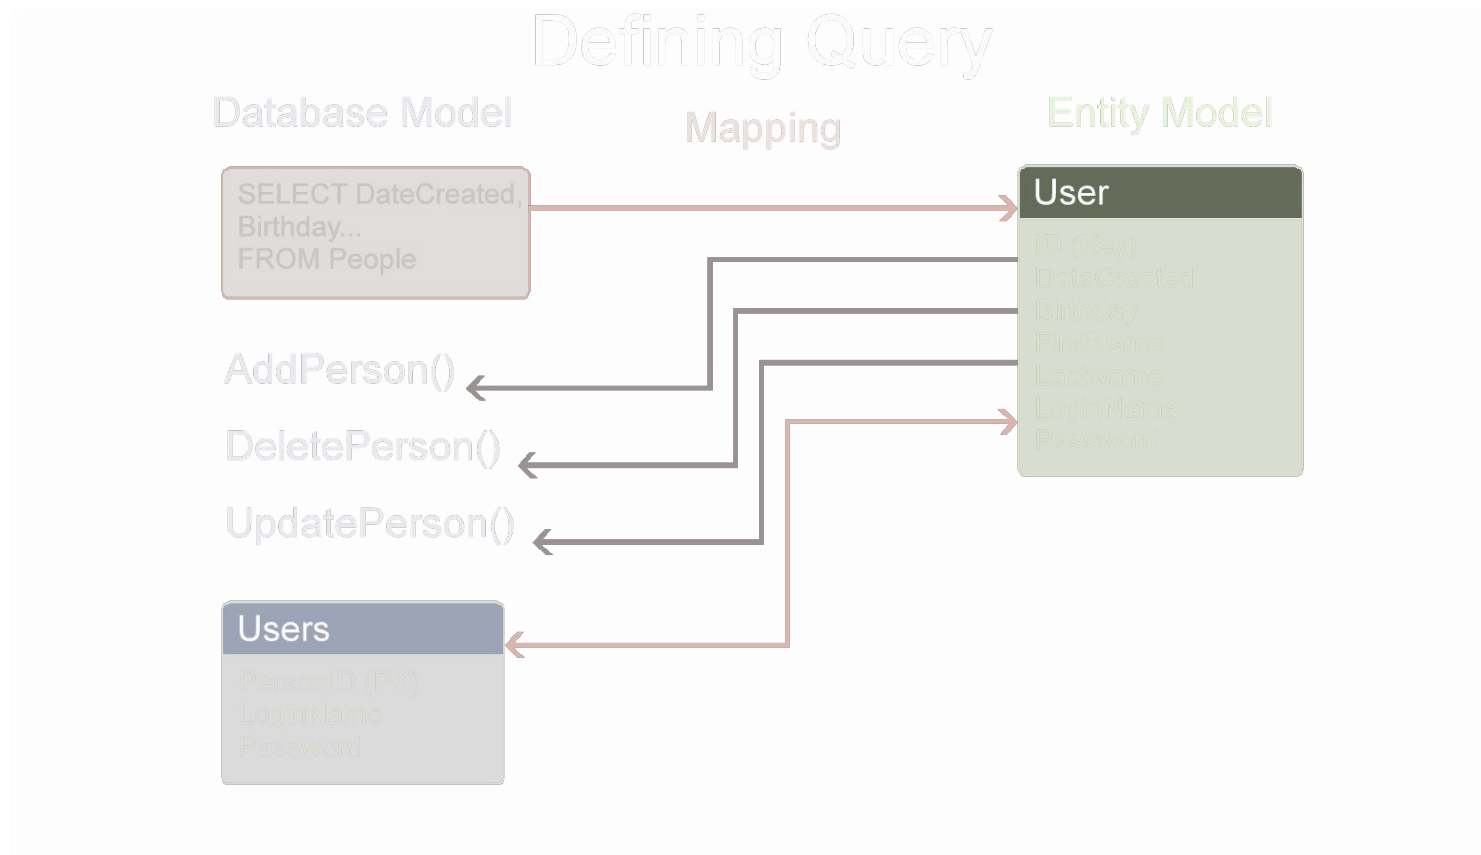 Defining Query
Database Model
Mapping
Entity Model
SELECT DateCreated,
Birthday...
FROM People
User
ID (Key)
DateCreated
Birthday
FirstName
LastName
LoginName
Password
AddPerson()
DeletePerson()
UpdatePerson()
Users
PersonID (PK)
LoginName
Password